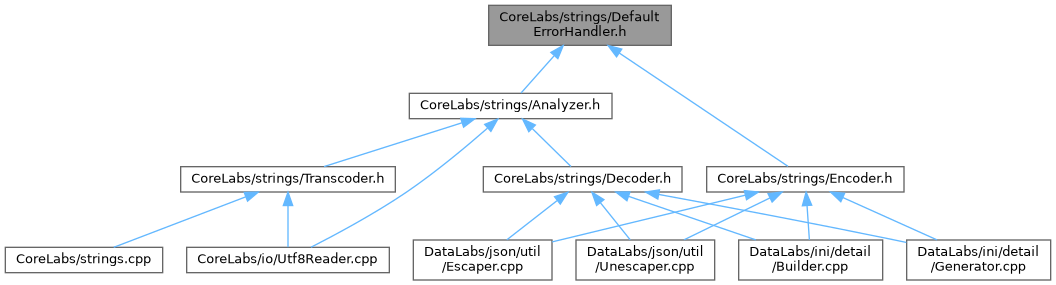 CoreLabs/strings/Default
ErrorHandler.h
CoreLabs/strings/Analyzer.h
CoreLabs/strings/Transcoder.h
CoreLabs/strings/Decoder.h
CoreLabs/strings/Encoder.h
CoreLabs/strings.cpp
CoreLabs/io/Utf8Reader.cpp
DataLabs/json/util
/Escaper.cpp
DataLabs/json/util
/Unescaper.cpp
DataLabs/ini/detail
/Builder.cpp
DataLabs/ini/detail
/Generator.cpp